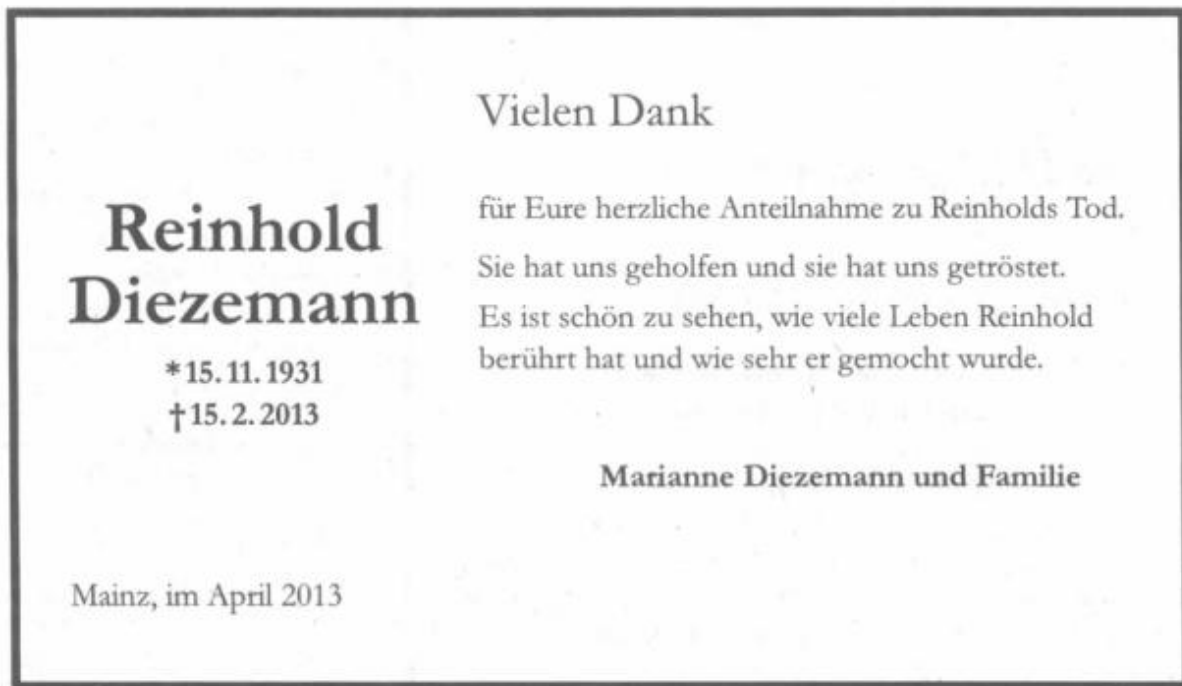 Reinhold
Diezemann
* 15. 11. 1931
† 15. 2. 2013
Mainz, im April 2013
Vielen Dank
für Eure herzliche Anteilnahme zu Reinholds Tod.
Sie hat uns geholfen und sie hat uns getröstet.
Es ist schön zu sehen, wie viele Leben Reinhold
berührt hat und wie sehr er gemocht wurde.
Marianne Diezemann und Familie